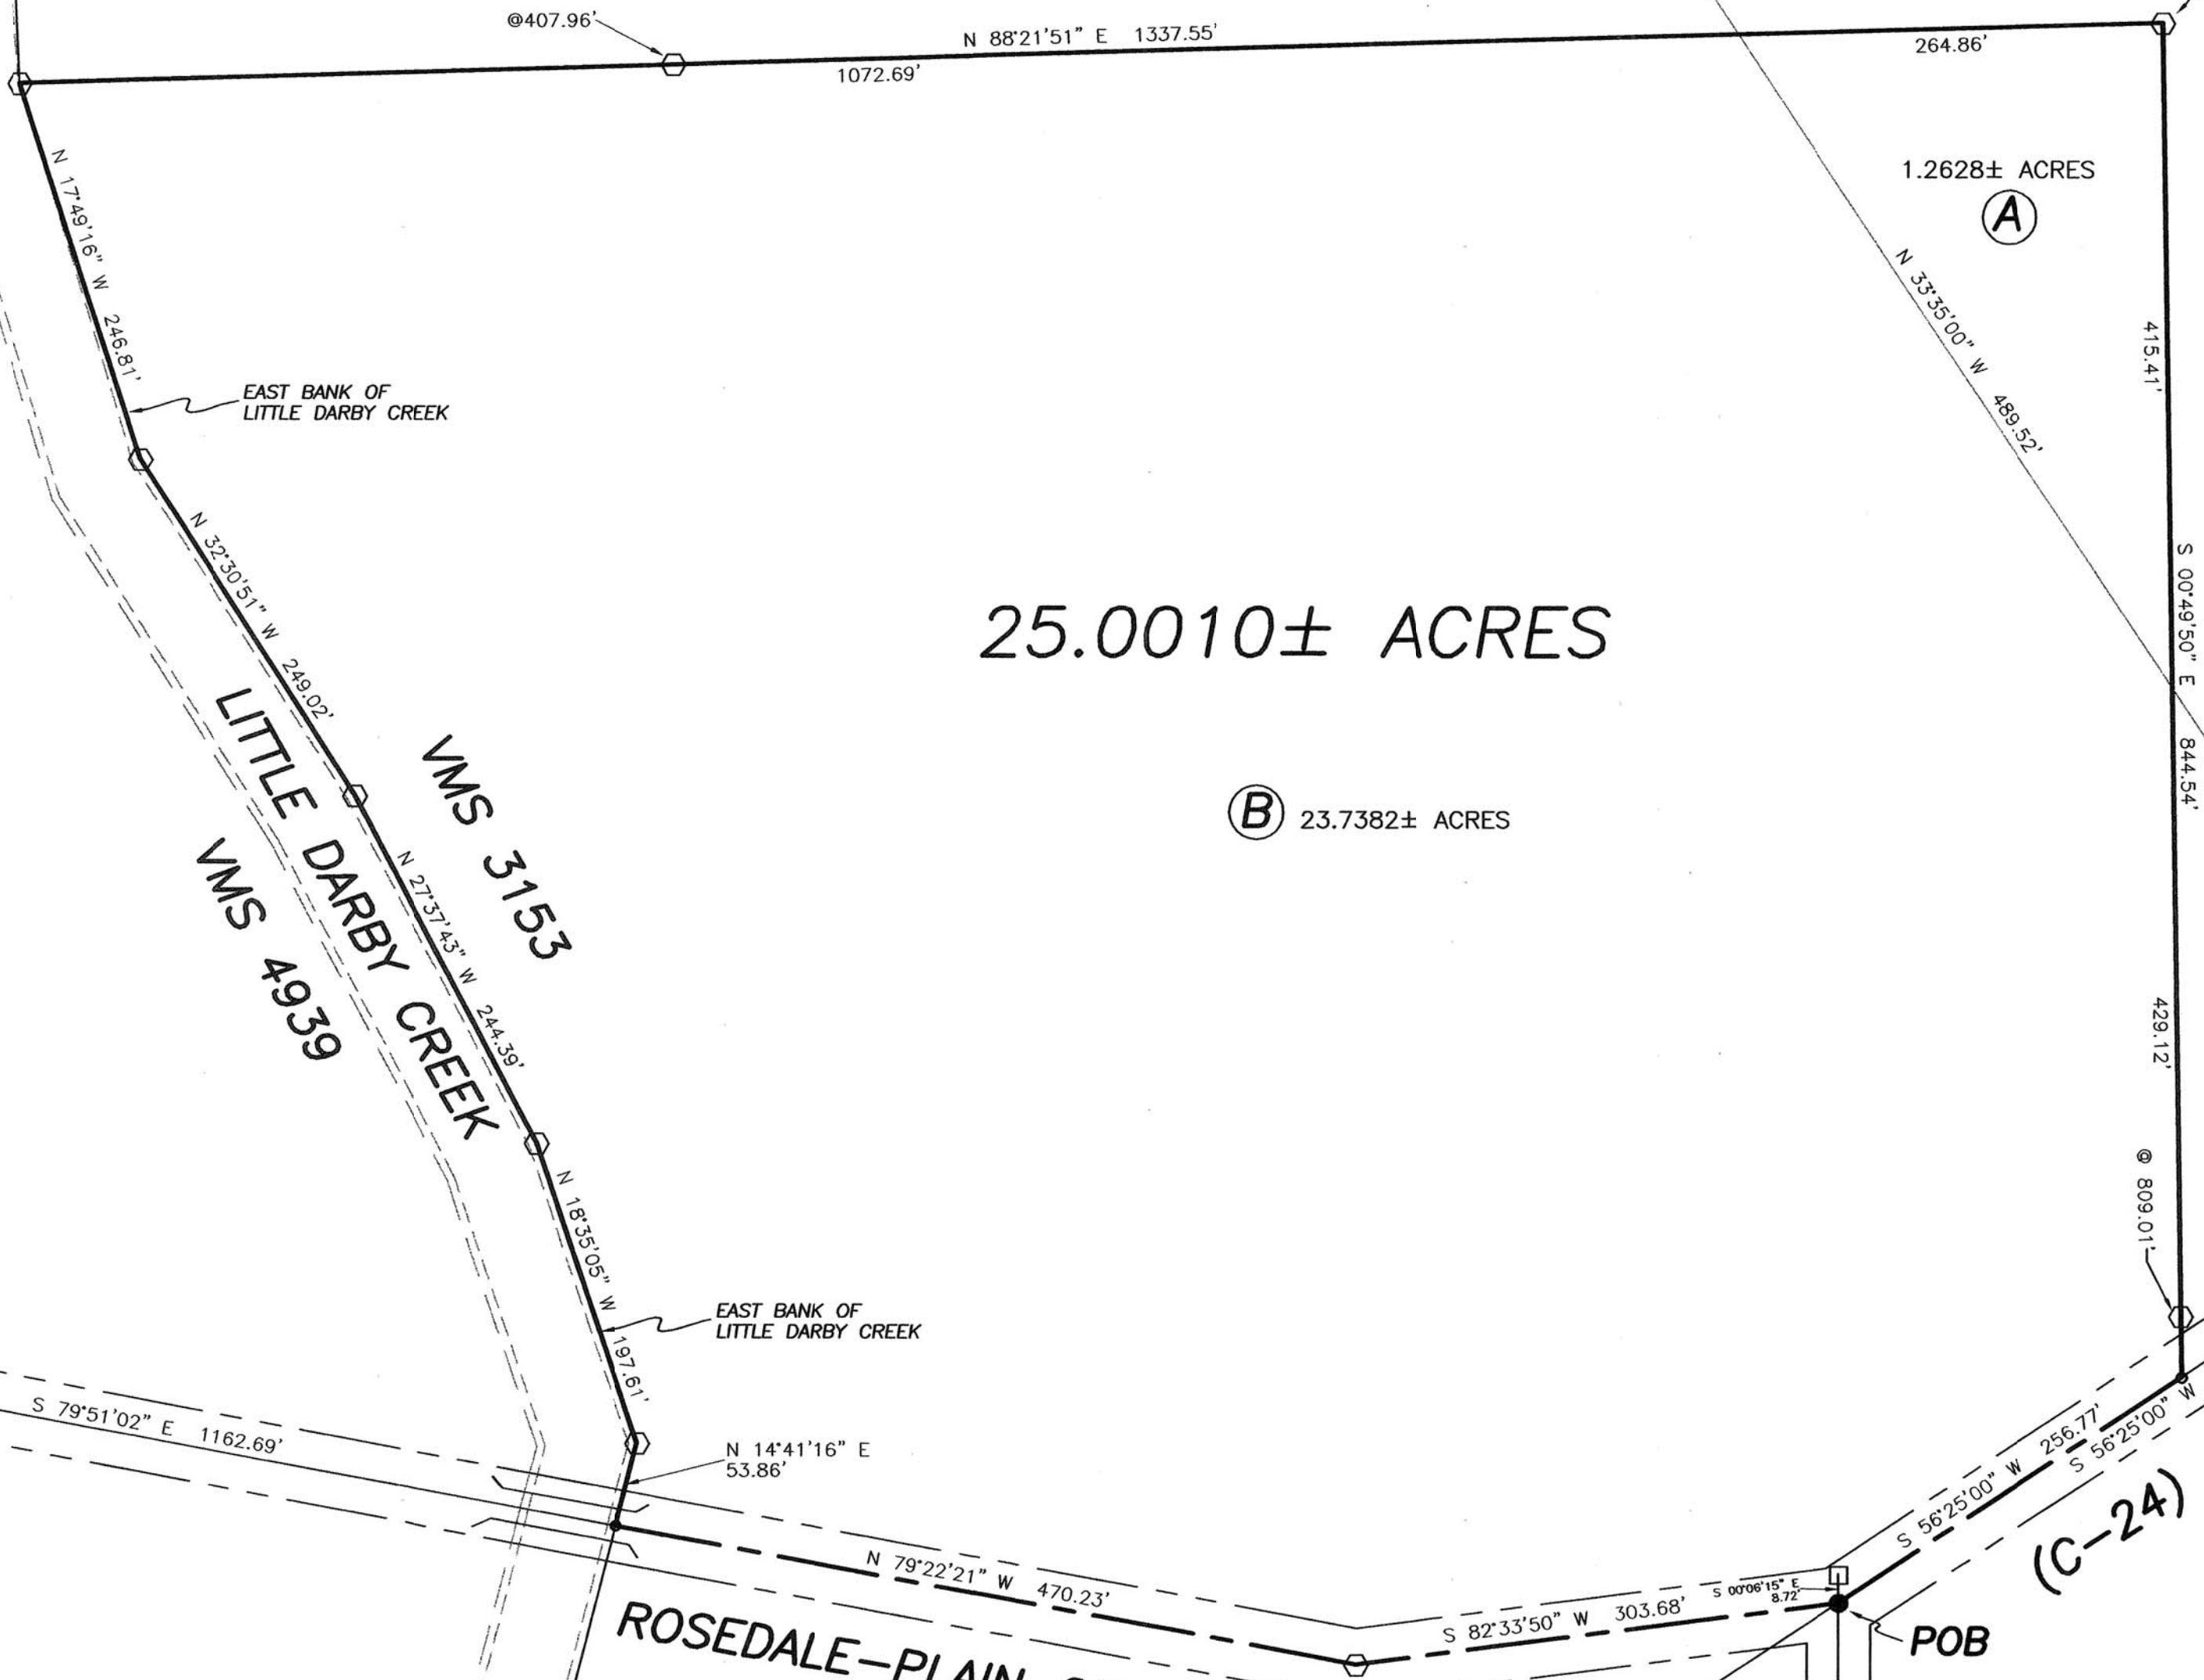 @407.96'
N 88°21'51" E 1337.55'
1072.69'
264.86'
1.2628± ACRES
A
N 17°49'16" W 246.81'
N 33°35'00" W 489.52'
415.41'
EAST BANK OF
LITTLE DARBY CREEK
N 32°30'51" W 249.02'
S 00°49'50" E 844.54'
25.0010± ACRES
LITTLE DARBY CREEK
VMS 3153
VMS 4939
B 23.7382± ACRES
N 27°37'43" W 244.39'
429.12'
@ 809.01'
N 18°35'05" W 197.61'
EAST BANK OF
LITTLE DARBY CREEK
S 79°51'02" E 1162.69'
N 14°41'16" E
53.86'
S 56°25'00" W 256.77'
S 56°25'00" W
(C-24)
N 79°22'21" W 470.23'
S 82°33'50" W 303.68'
S 00°06'15" E
8.72'
POB
ROSEDALE-PLAIN